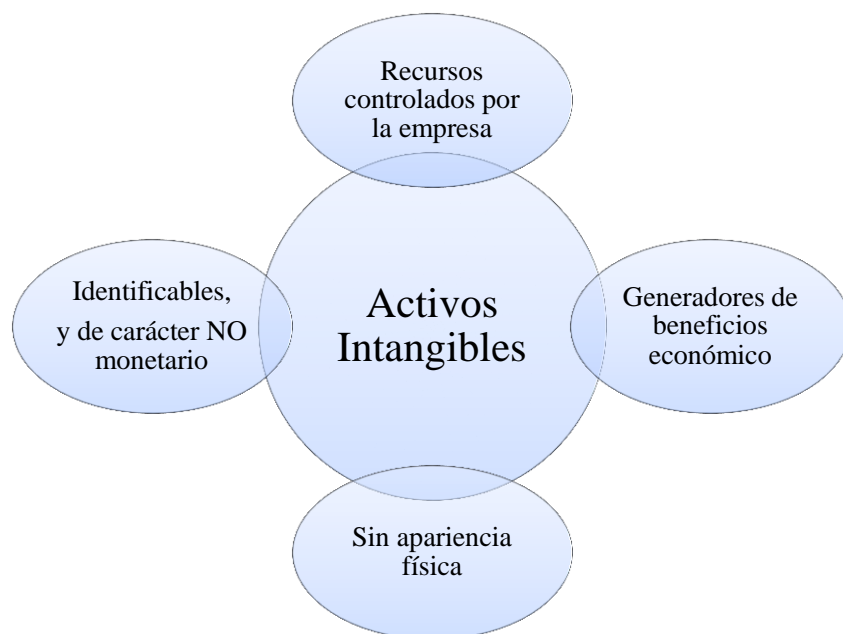 Recursos
controlados por
la empresa
Identificables,
y de carácter NO
monetario
Activos
Intangibles
Generadores de
beneficios
económico
Sin apariencia
física